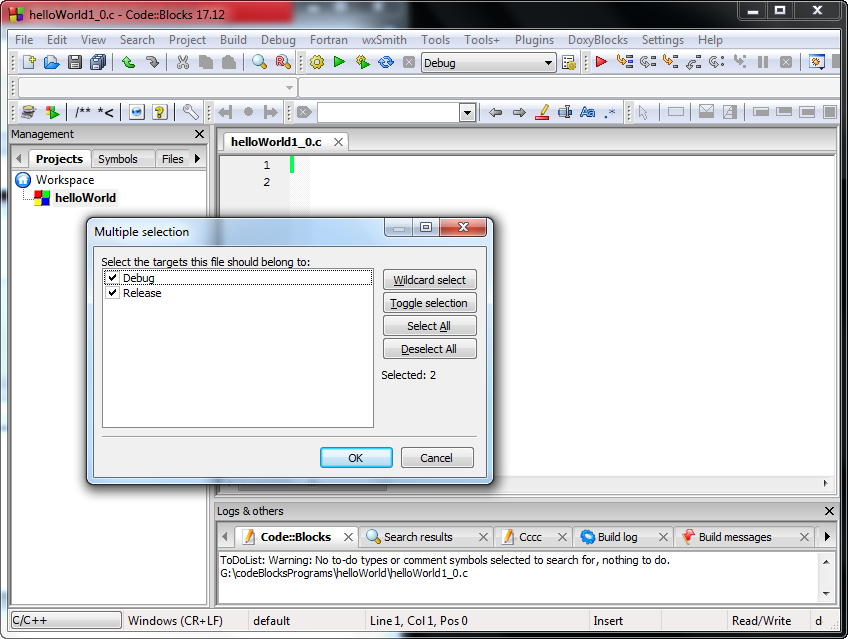 helloWorld1_0.c - Code::Blocks 17.12
File Edit View Search Project Build Debug Fortran wxSmith Tools Tools+ Plugins DoxyBlocks Settings Help
Debug
/** *<
Aa .*
Management
Projects Symbols Files
Workspace
helloWorld
helloWorld1_0.c
1
2
Multiple selection
Select the targets this file should belong to:
Debug
Release
Wildcard select
Toggle selection
Select All
Deselect All
Selected: 2
OK Cancel
Logs & others
Code::Blocks Search results Cccc Build log Build messages
ToDoList: Warning: No to-do types or comment symbols selected to search for, nothing to do.
G:\codeBlocksPrograms\helloWorld\helloWorld1_0.c
C/C++ Windows (CR+LF) default Line 1, Col 1, Pos 0 Insert Read/Write d